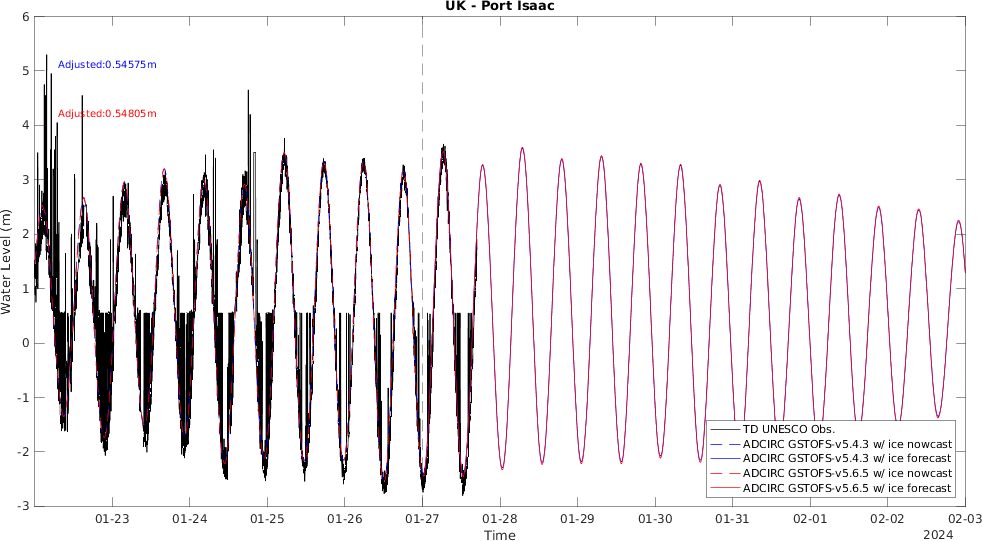 UK - Port Isaac
Water Level (m)
6
5
4
3
2
1
0
-1
-2
-3
Adjusted:0.54575m
Adjusted:0.54805m
TD UNESCO Obs.
ADCIRC GSTOFS-v5.4.3 w/ ice nowcast
ADCIRC GSTOFS-v5.4.3 w/ ice forecast
ADCIRC GSTOFS-v5.6.5 w/ ice nowcast
ADCIRC GSTOFS-v5.6.5 w/ ice forecast
01-23 01-24 01-25 01-26 01-27 01-28 01-29 01-30 01-31 02-01 02-02 02-03
Time
2024